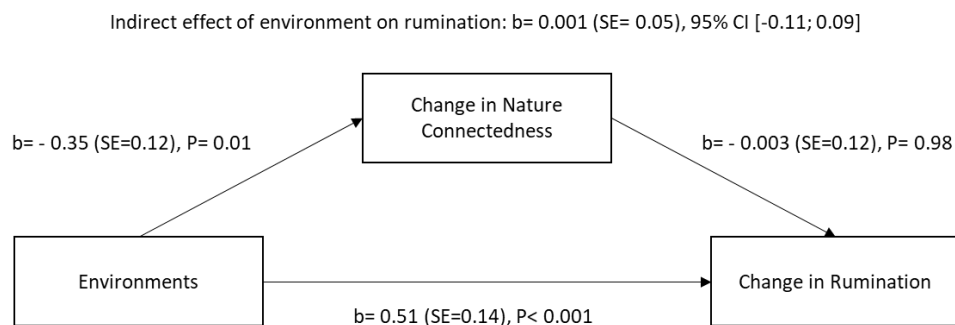 Indirect effect of environment on rumination: b= 0.001 (SE= 0.05), 95% CI [-0.11; 0.09]
Change in Nature
Connectedness
b= - 0.35 (SE=0.12), P= 0.01
b= - 0.003 (SE=0.12), P= 0.98
Environments
Change in Rumination
b= 0.51 (SE=0.14), P< 0.001